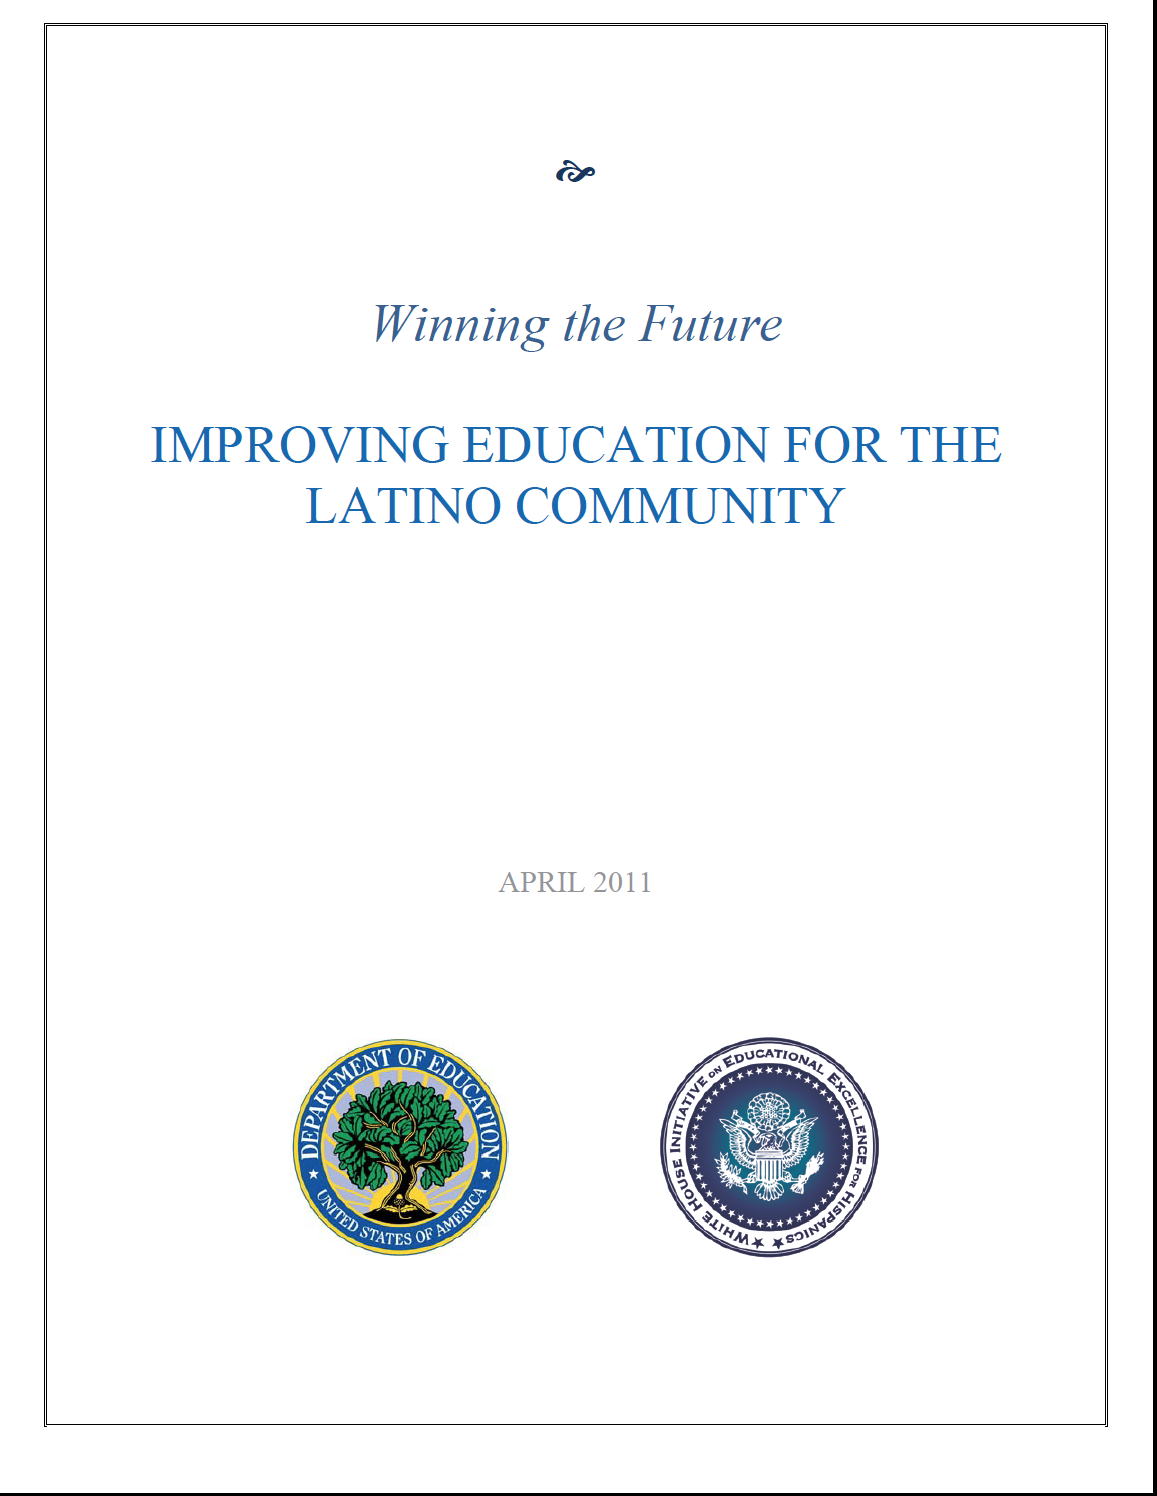 Winning the Future
IMPROVING EDUCATION FOR THE
LATINO COMMUNITY
APRIL 2011
DEPARTMENT OF EDUCATION
UNITED STATES OF AMERICA
WHITE HOUSE INITIATIVE ON EDUCATIONAL EXCELLENCE FOR HISPANICS